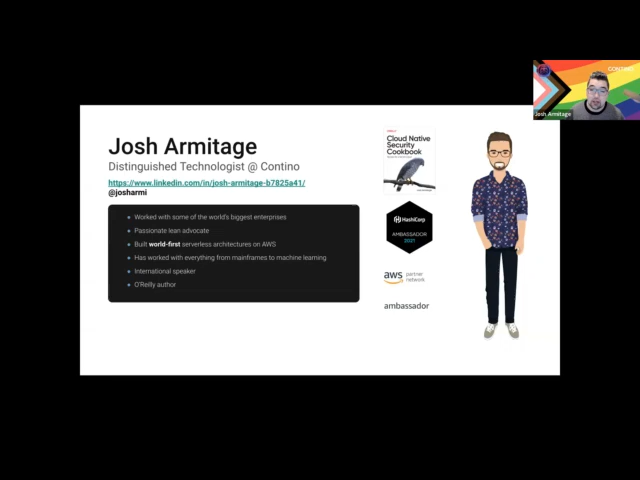 Josh Armitage
Distinguished Technologist @ Contino
https://www.linkedin.com/in/josh-armitage-b7825a41/
@josharmi
Worked with some of the world's biggest enterprises
Passionate lean advocate
Built world-first serverless architectures on AWS
Has worked with everything from mainframes to machine learning
International speaker
O'Reilly author
Cloud Native
Security
Cookbook
HashiCorp
AMBASSADOR
2021
aws partner
network
ambassador
CONTINO
Josh Armitage